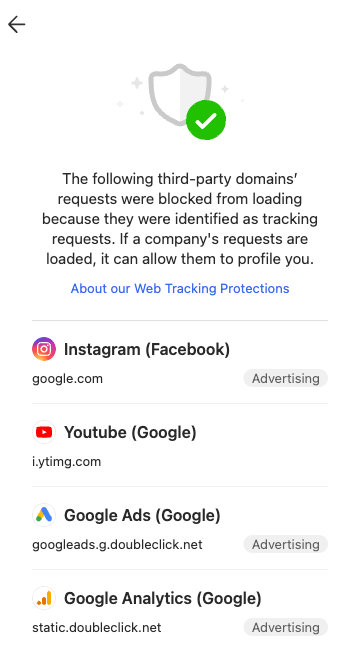 The following third-party domains’
requests were blocked from loading
because they were identified as tracking
requests. If a company's requests are
loaded, it can allow them to profile you.
About our Web Tracking Protections
Instagram (Facebook)
google.com
Advertising
Youtube (Google)
i.ytimg.com
Google Ads (Google)
googleads.g.doubleclick.net
Advertising
Google Analytics (Google)
static.doubleclick.net
Advertising